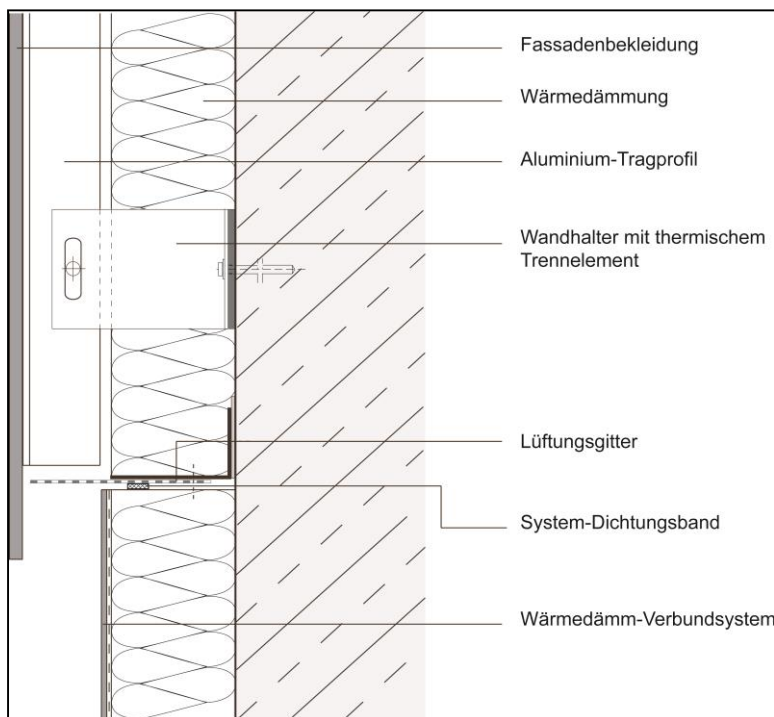 Fassadenbekleidung
Wärmedämmung
Aluminium-Tragprofil
Wandhalter mit thermischem
Trennelement
Lüftungsgitter
System-Dichtungsband
Wärmedämm-Verbundsystem